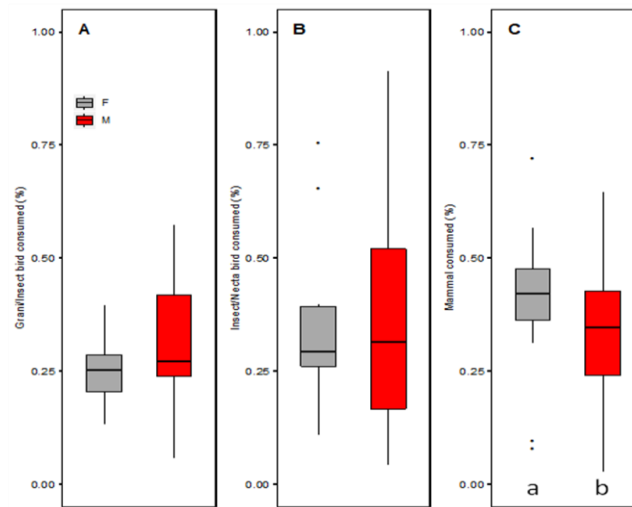 A
B
C
1.00
0.75
0.50
0.25
0.00
Grani/Insect bird consumed (%)
F
M
1.00
0.75
0.50
0.25
0.00
Insect/Necta bird consumed (%)
1.00
0.75
0.50
0.25
0.00
Mammal consumed (%)
a
b